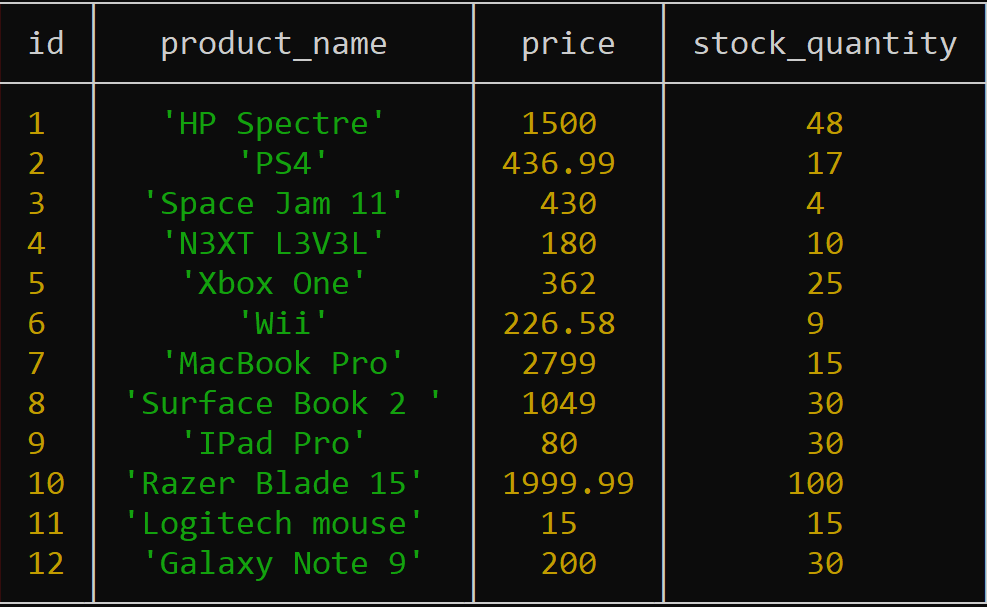 id product_name price stock_quantity
1 'HP Spectre' 1500 48
2 'PS4' 436.99 17
3 'Space Jam 11' 430 4
4 'N3XT L3V3L' 180 10
5 'Xbox One' 362 25
6 'Wii' 226.58 9
7 'MacBook Pro' 2799 15
8 'Surface Book 2 ' 1049 30
9 'IPad Pro' 80 30
10 'Razer Blade 15' 1999.99 100
11 'Logitech mouse' 15 15
12 'Galaxy Note 9' 200 30